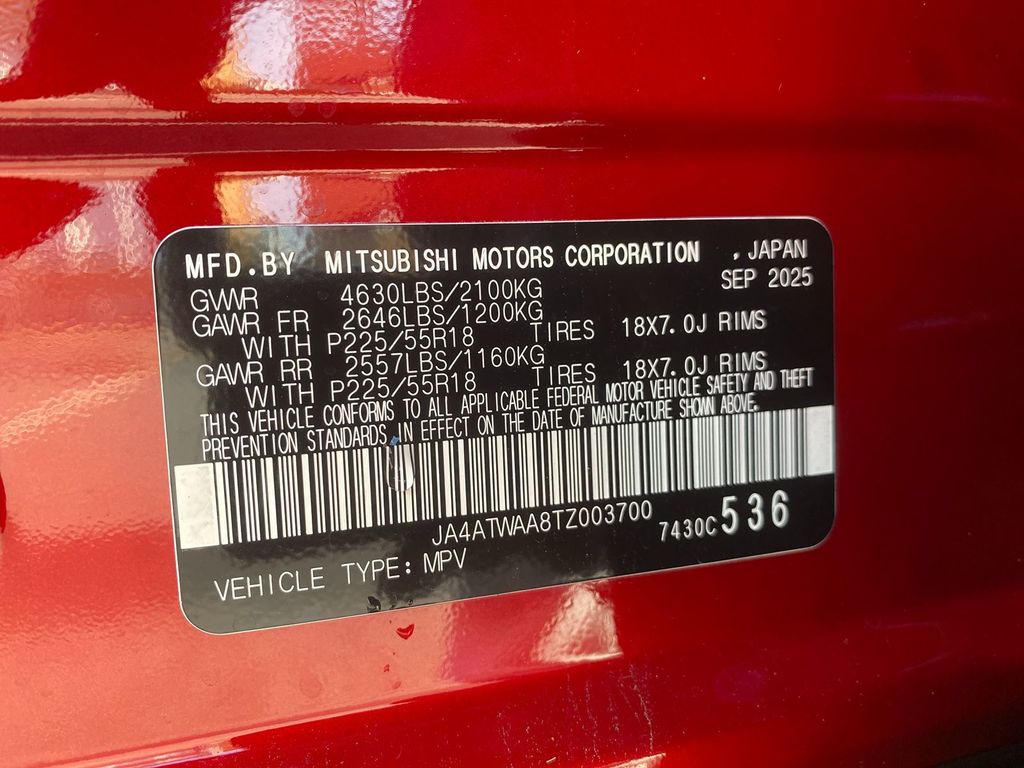 MFD.BY MITSUBISHI MOTORS CORPORATION , JAPAN
SEP 2025
GVWR 4630LBS/2100KG
GAWR FR 2646LBS/1200KG
WITH P225/55R18 TIRES 18X7.0J RIMS
GAWR RR 2557LBS/1160KG
WITH P225/55R18 TIRES 18X7.0J RIMS
THIS VEHICLE CONFORMS TO ALL APPLICABLE FEDERAL MOTOR VEHICLE SAFETY AND THEFT
PREVENTION STANDARDS IN EFFECT ON THE DATE OF MANUFACTURE SHOWN ABOVE.
JA4ATWAA8TZ003700 7430C 536
VEHICLE TYPE: MPV